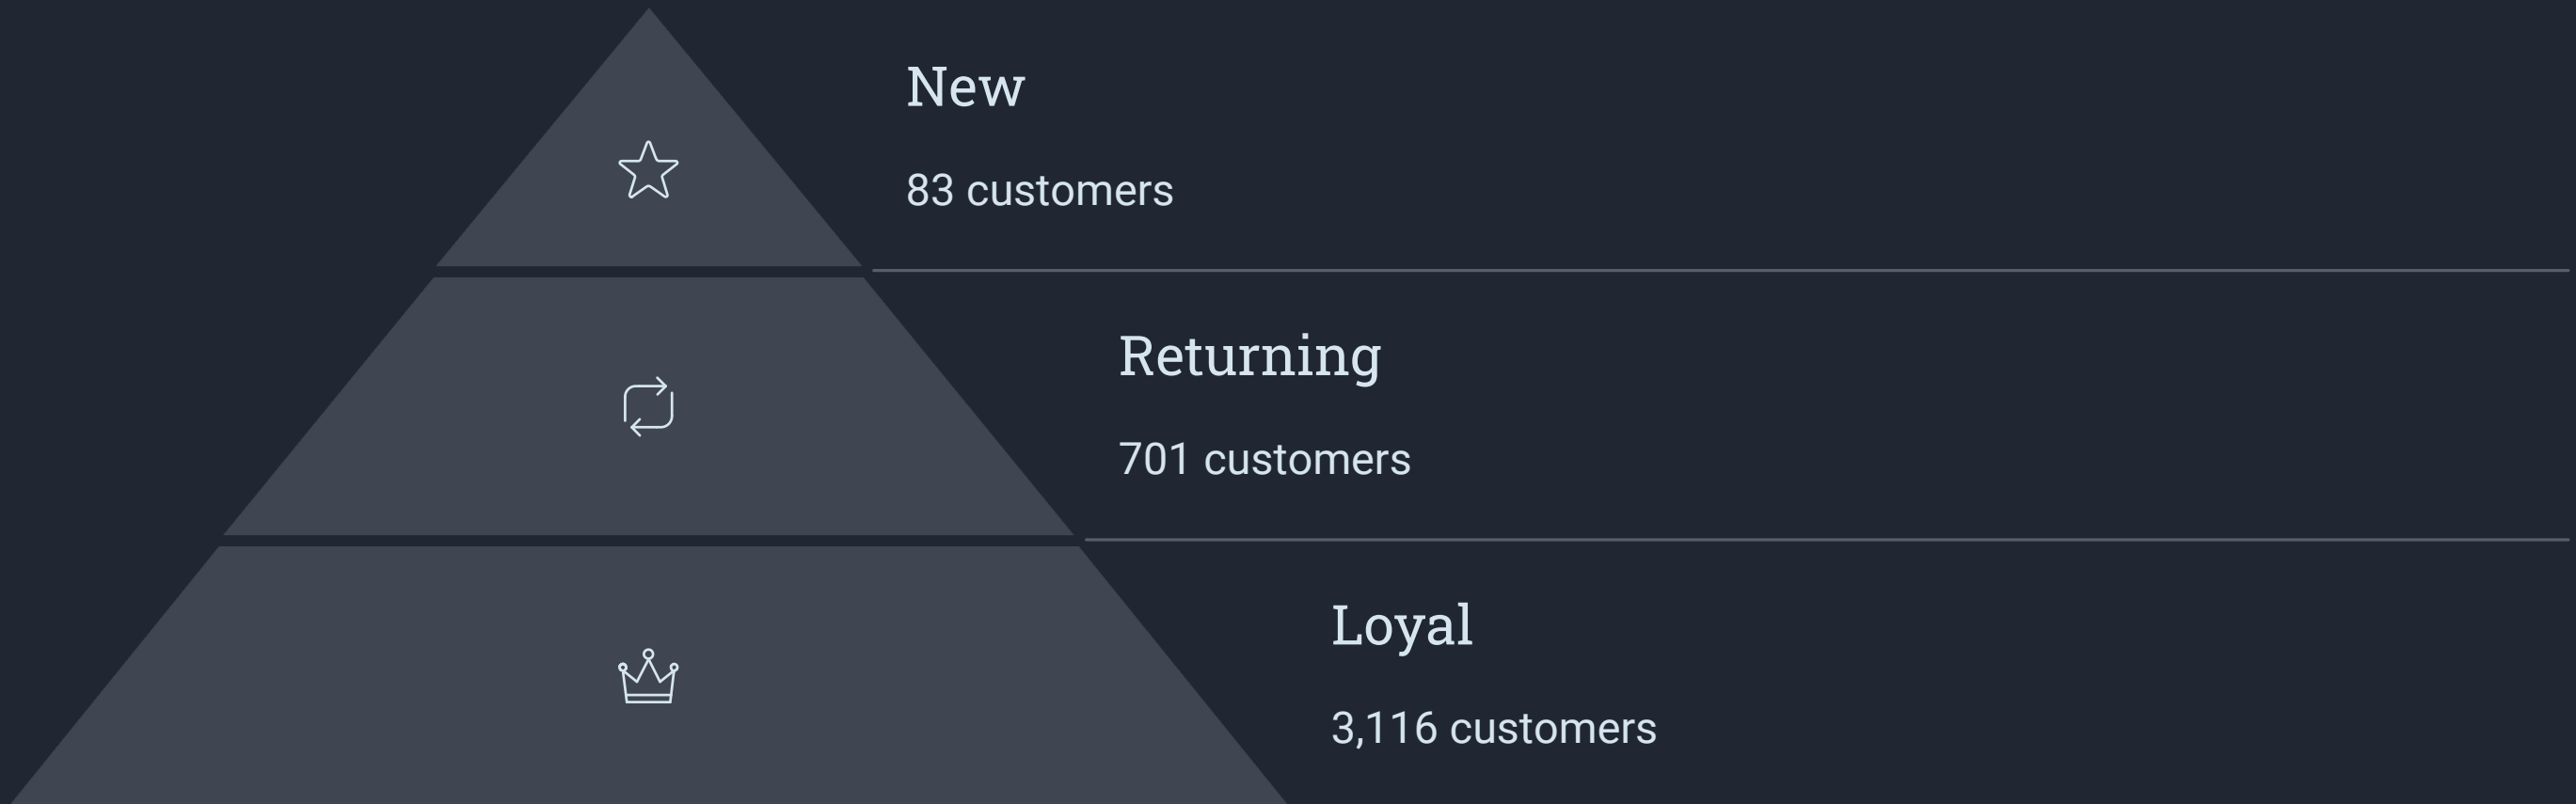 New
83 customers
Returning
701 customers
Loyal
3,116 customers